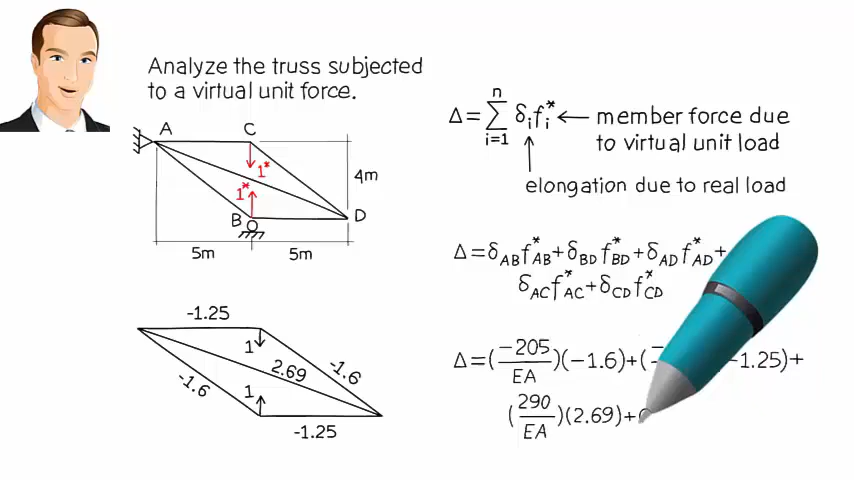 Analyze the truss subjected
to a virtual unit force.
A
C
1*
1*
4m
B
D
5m
5m
-1.25
1
2.69
-1.6
-1.6
1
-1.25
n
Δ=∑ δᵢfᵢ* ← member force due
i=1
to virtual unit load
elongation due to real load
Δ=δ_AB f*_AB+δ_BD f*_BD+δ_AD f*_AD+
δ_AC f*_AC+δ_CD f*_CD
Δ=(-205/EA)(-1.6)+( -1.25)+
(290/EA)(2.69)+